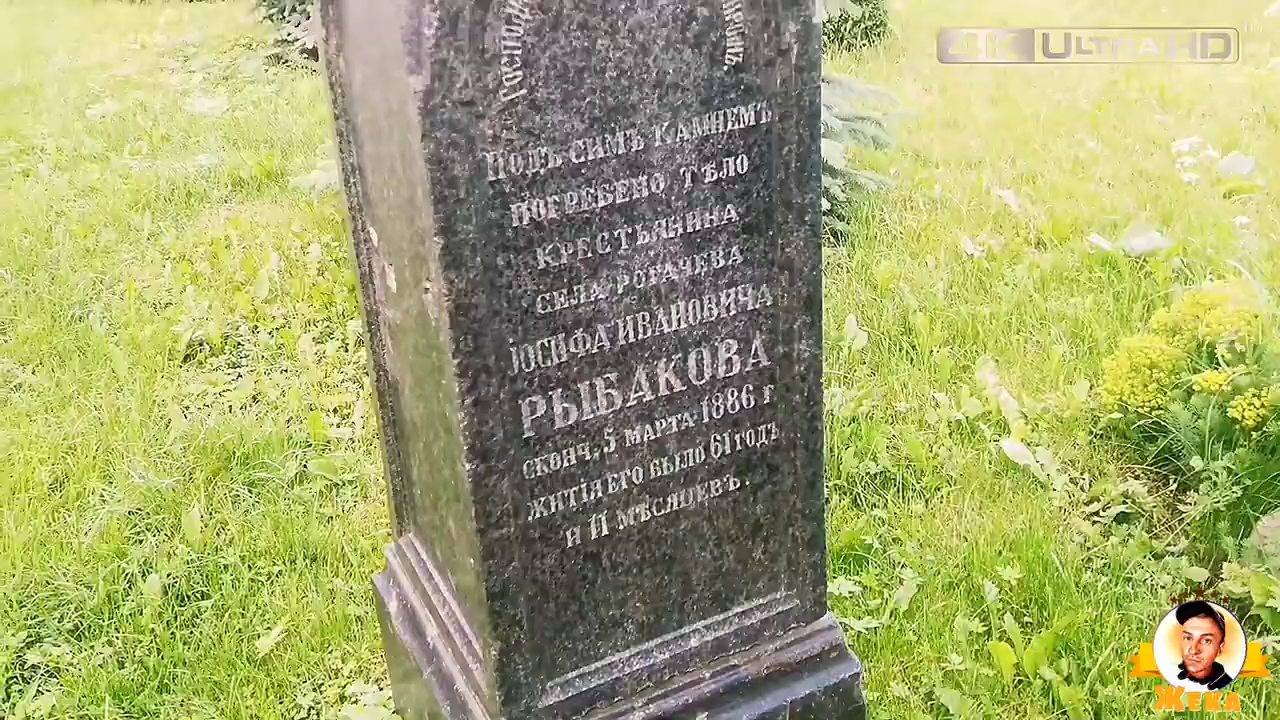 4K ULTRA HD
Подъ симъ камнемъ
погребено тѣло
крестьянина
села Рогачева
Іосифа Ивановича
РЫБАКОВА
сконч. 5 марта 1886 г
житія его было 61 годъ
и 11 мѣсяцевъ.
ЖЕКА